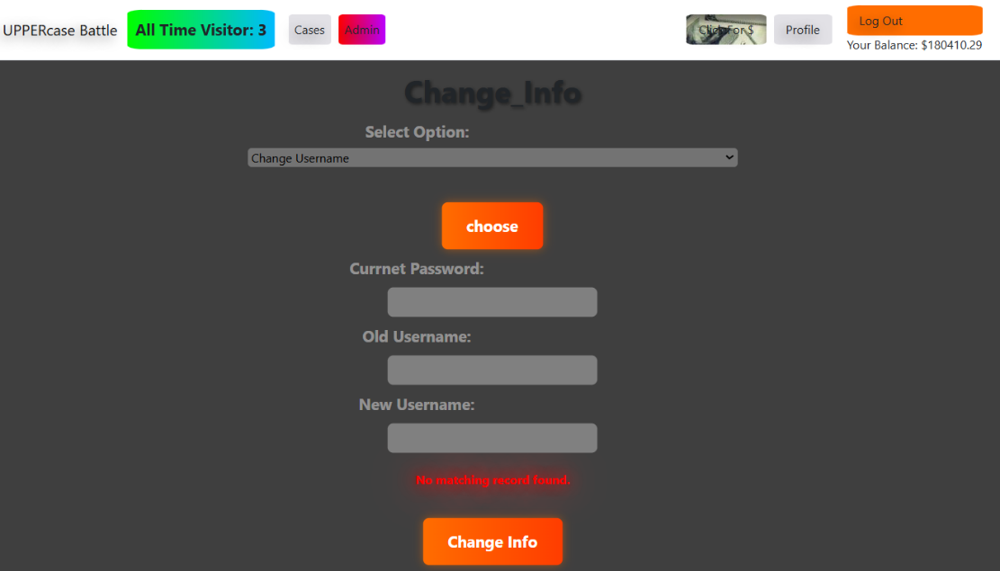 UPPERcase Battle
All Time Visitor: 3
Cases
Admin
Click For $
Profile
Log Out
Your Balance: $180410.29
Change_Info
Select Option:
Change Username
choose
Currnet Password:
Old Username:
New Username:
No matching record found.
Change Info